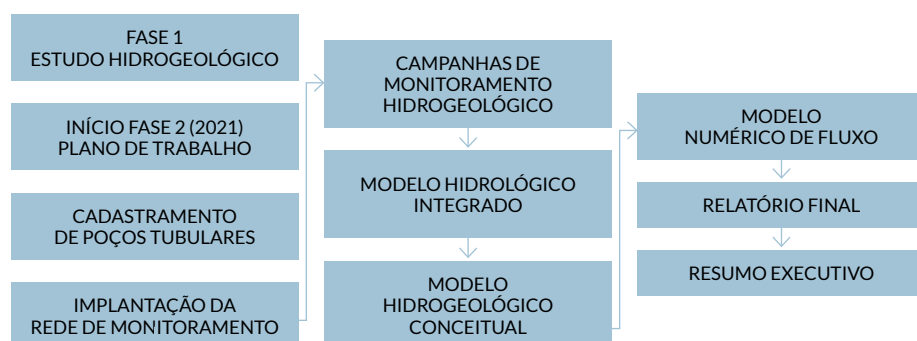 FASE 1
ESTUDO HIDROGEOLÓGICO
INÍCIO FASE 2 (2021)
PLANO DE TRABALHO
CADASTRAMENTO
DE POÇOS TUBULARES
IMPLANTAÇÃO DA
REDE DE MONITORAMENTO
CAMPANHAS DE
MONITORAMENTO
HIDROGEOLÓGICO
MODELO HIDROLÓGICO
INTEGRADO
MODELO
HIDROGEOLÓGICO
CONCEITUAL
MODELO
NUMÉRICO DE FLUXO
RELATÓRIO FINAL
RESUMO EXECUTIVO